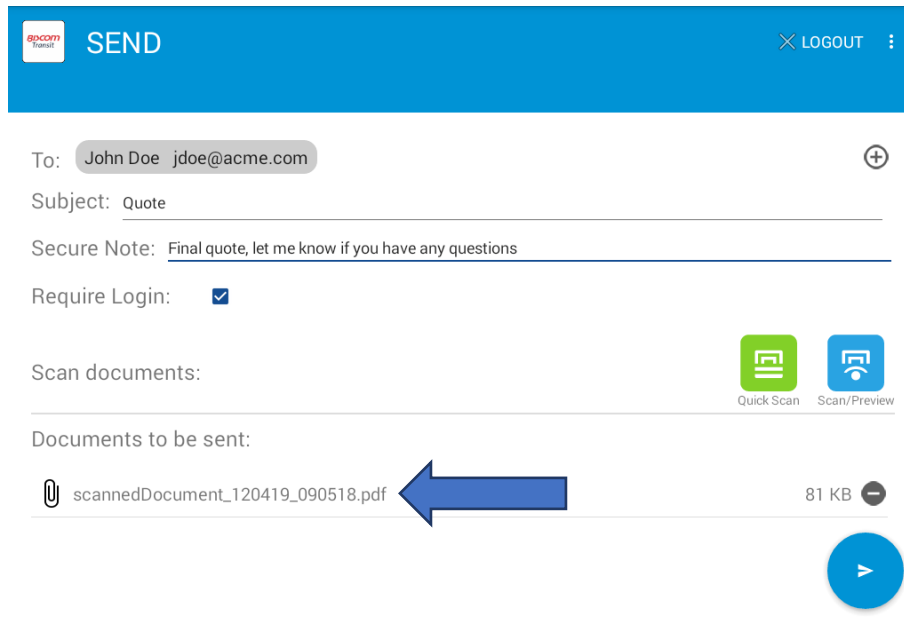 BDCOM
Transit
SEND
LOGOUT
To: John Doe jdoe@acme.com
Subject: Quote
Secure Note: Final quote, let me know if you have any questions
Require Login:
Scan documents:
Quick Scan Scan/Preview
Documents to be sent:
scannedDocument_120419_090518.pdf 81 KB